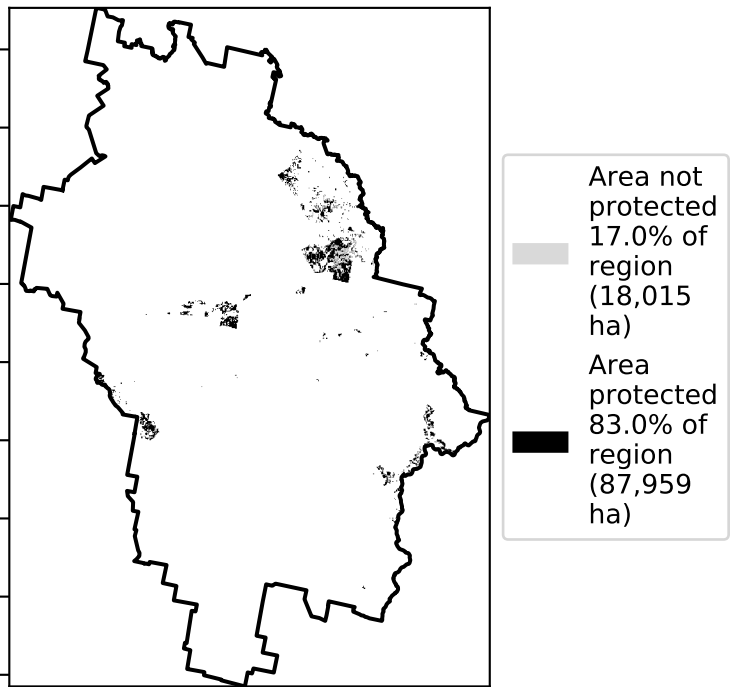 Area not
protected
17.0% of
region
(18,015
ha)
Area
protected
83.0% of
region
(87,959
ha)